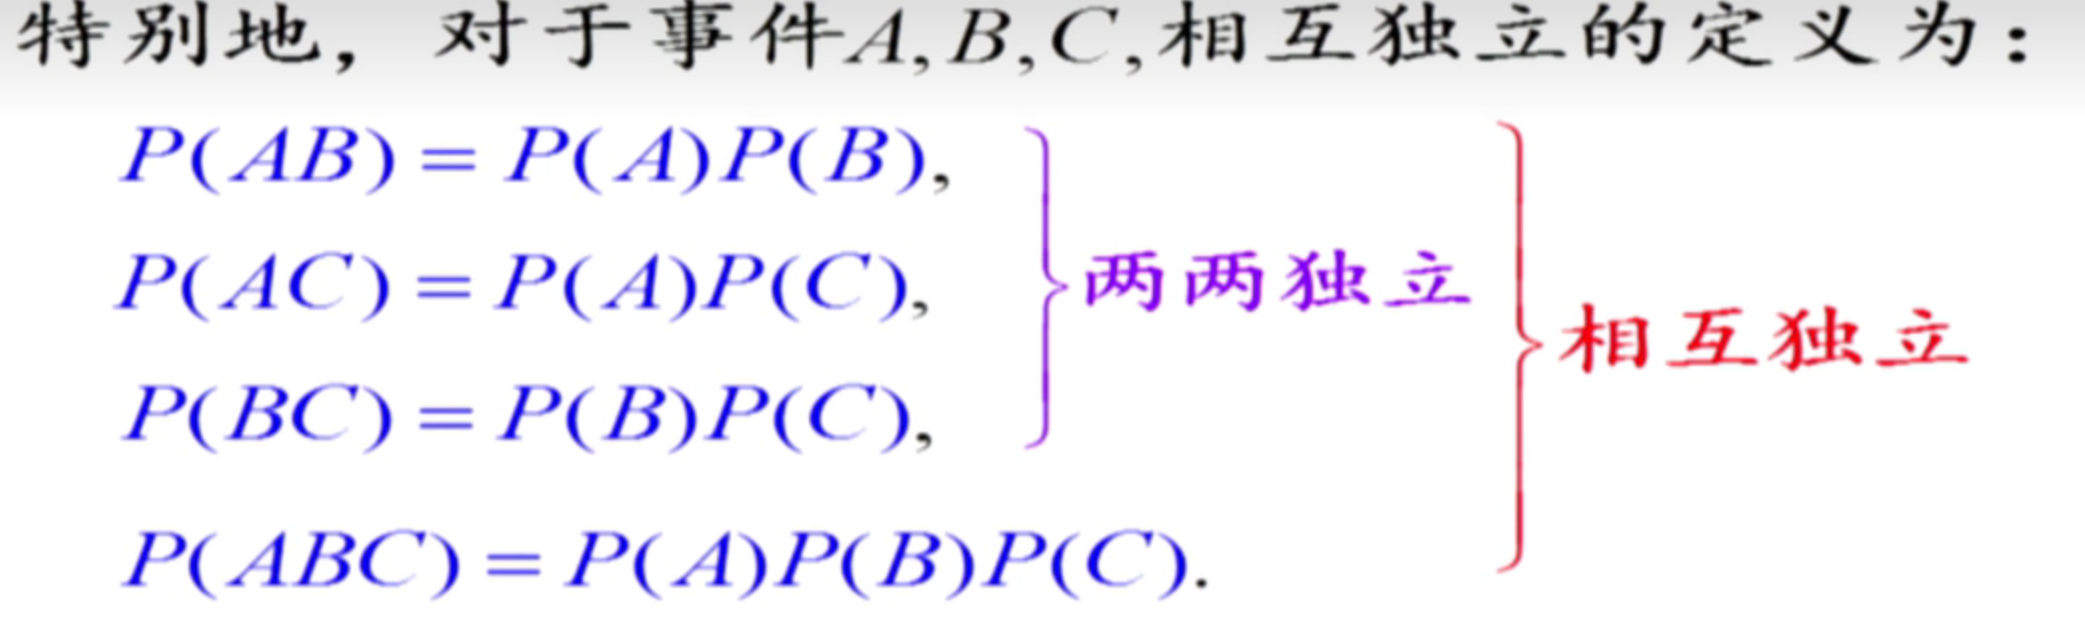 特别地，对于事件A,B,C,相互独立的定义为：
P(AB) = P(A)P(B),
P(AC) = P(A)P(C),
两两独立
P(BC) = P(B)P(C),
相互独立
P(ABC) = P(A)P(B)P(C).